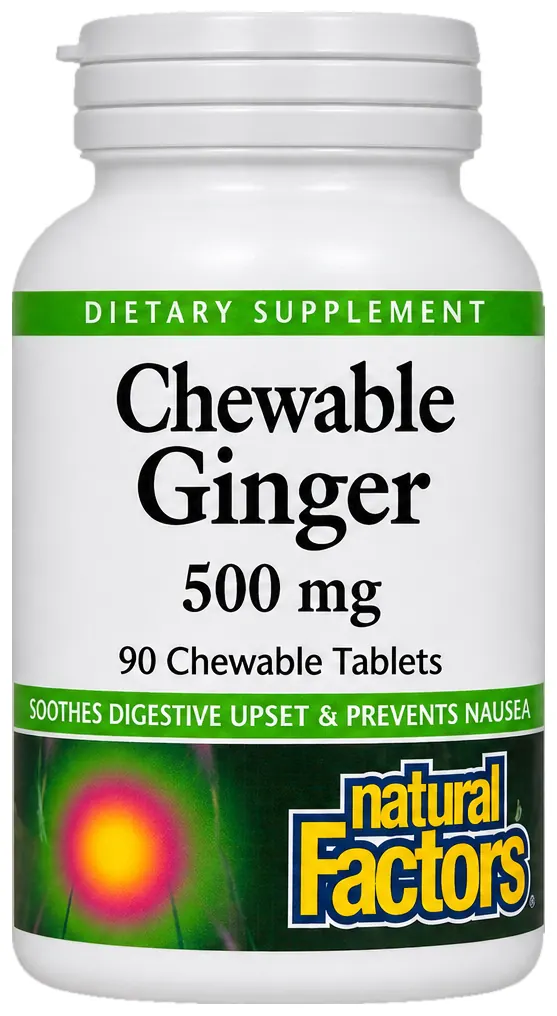 DIETARY SUPPLEMENT
Chewable
Ginger
500 mg
90 Chewable Tablets
SOOTHES DIGESTIVE UPSET & PREVENTS NAUSEA
natural
Factors®